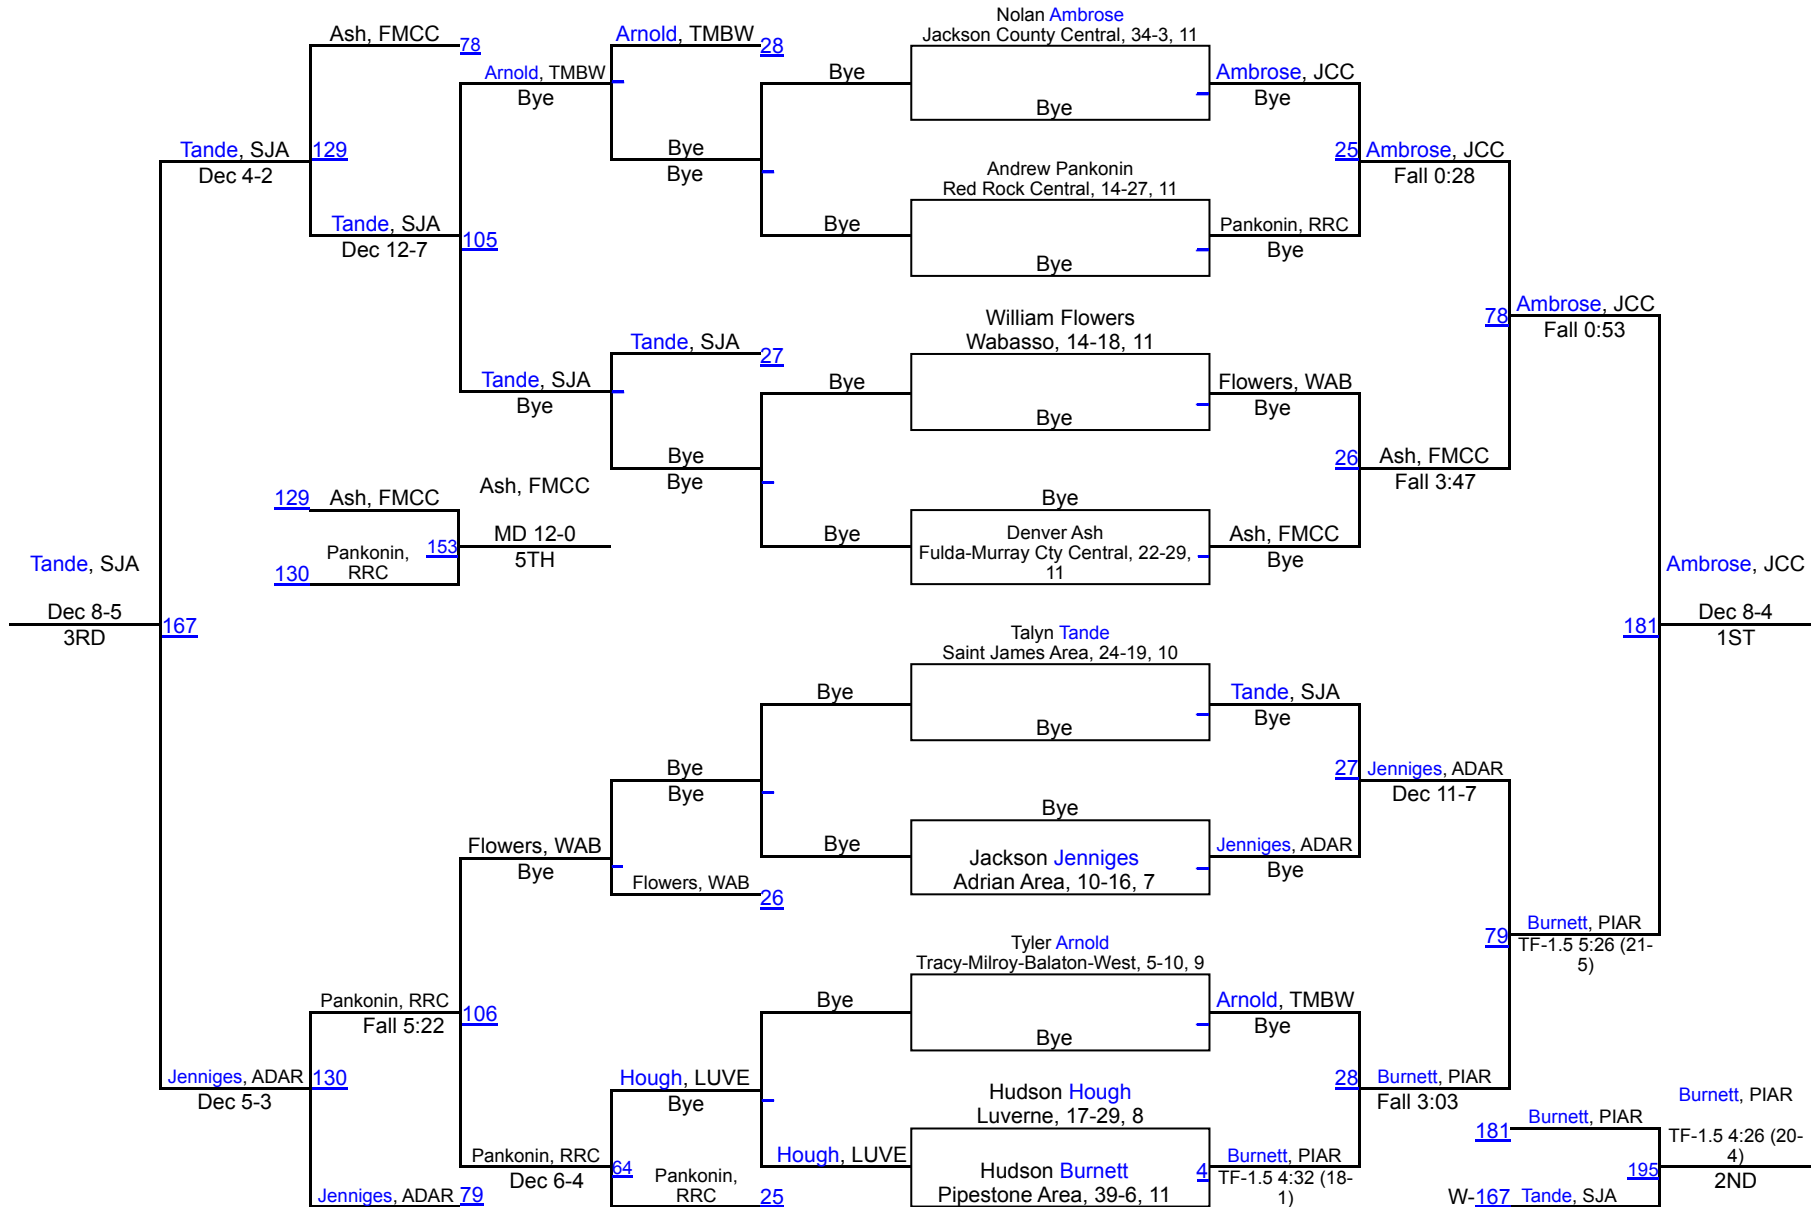 Nolan Ambrose
Jackson County Central, 34-3, 11
Ash, FMCC 78
Arnold, TMBW 28
Arnold, TMBW
Bye
Bye
Bye
Ambrose, JCC
Bye
Tande, SJA 129
Dec 4-2
Bye
Bye
25 Ambrose, JCC
Fall 0:28
Andrew Pankonin
Red Rock Central, 14-27, 11
Tande, SJA
Dec 12-7
105
Bye
Bye
Pankonin, RRC
Bye
78 Ambrose, JCC
Fall 0:53
William Flowers
Wabasso, 14-18, 11
Tande, SJA 27
Tande, SJA
Bye
Bye
Bye
Flowers, WAB
Bye
Bye
Bye
26 Ash, FMCC
Fall 3:47
129 Ash, FMCC
Ash, FMCC
153 MD 12-0
5TH
130 Pankonin,
RRC
Bye
Bye
Denver Ash
Fulda-Murray Cty Central, 22-29,
11
Ash, FMCC
Bye
Tande, SJA
Dec 8-5
3RD
167
Ambrose, JCC
181 Dec 8-4
1ST
Talyn Tande
Saint James Area, 24-19, 10
Bye
Bye
Tande, SJA
Bye
Bye
Bye
27 Jenniges, ADAR
Dec 11-7
Flowers, WAB
Bye
Flowers, WAB
26
Bye
Bye
Jackson Jenniges
Adrian Area, 10-16, 7
Jenniges, ADAR
Bye
79 Burnett, PIAR
TF-1.5 5:26 (21-
5)
Tyler Arnold
Tracy-Milroy-Balaton-West, 5-10, 9
Pankonin, RRC
Fall 5:22
106
Bye
Bye
Arnold, TMBW
Bye
Jenniges, ADAR 130
Dec 5-3
Hough, LUVE
Bye
28 Burnett, PIAR
Fall 3:03
Hudson Hough
Luverne, 17-29, 8
Hough, LUVE
Hudson Burnett
Pipestone Area, 39-6, 11
4
Burnett, PIAR
TF-1.5 4:32 (18-
1)
Pankonin, RRC
Dec 6-4
64
Pankonin,
RRC
25
Jenniges, ADAR 79
181 Burnett, PIAR
Burnett, PIAR
TF-1.5 4:26 (20-
4)
195
2ND
W-167 Tande, SJA